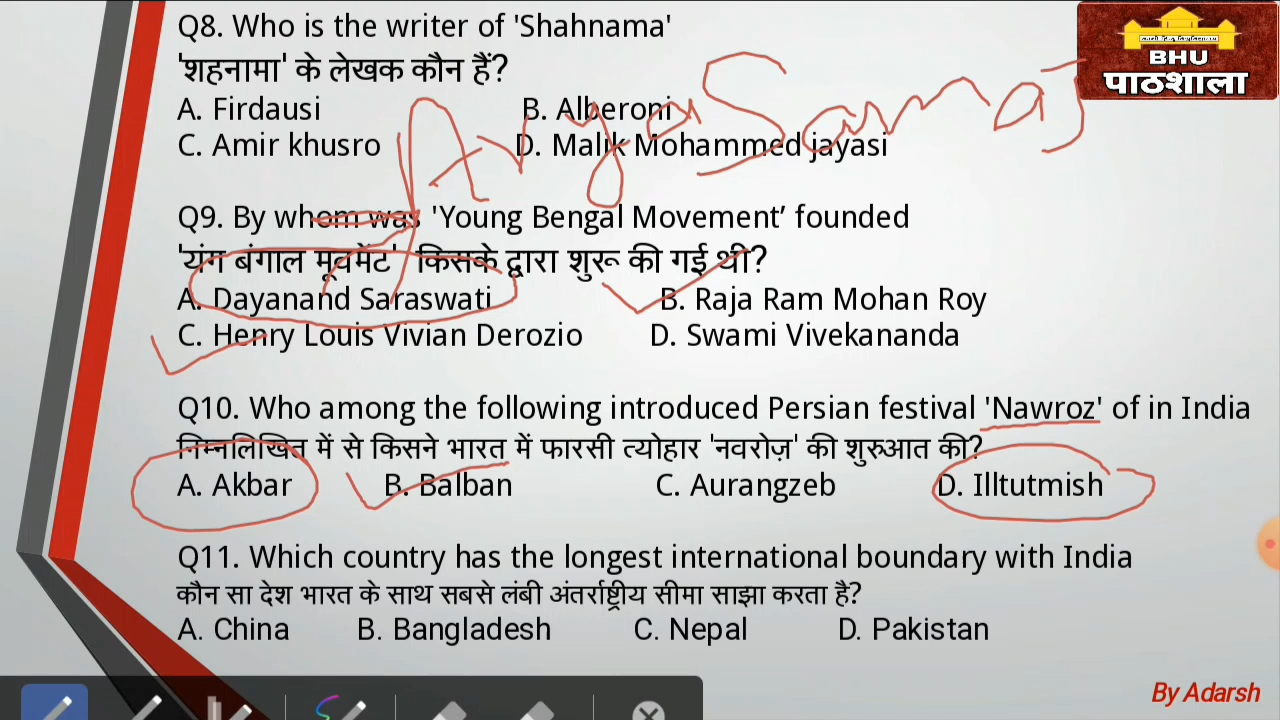 Q8. Who is the writer of 'Shahnama'
'शहनामा' के लेखक कौन हैं?
A. Firdausi B. Alberoni
C. Amir khusro D. Malik Mohammed jayasi
Arya Samaj
BHU
पाठशाला
Q9. By whom was 'Young Bengal Movement’ founded
'यंग बंगाल मूवमेंट' किसके द्वारा शुरू की गई थी?
A. Dayanand Saraswati B. Raja Ram Mohan Roy
C. Henry Louis Vivian Derozio D. Swami Vivekananda
Q10. Who among the following introduced Persian festival 'Nawroz' of in India
निम्नलिखित में से किसने भारत में फारसी त्योहार 'नवरोज़' की शुरुआत की?
A. Akbar B. Balban C. Aurangzeb D. Illtutmish
Q11. Which country has the longest international boundary with India
कौन सा देश भारत के साथ सबसे लंबी अंतर्राष्ट्रीय सीमा साझा करता है?
A. China B. Bangladesh C. Nepal D. Pakistan
By Adarsh